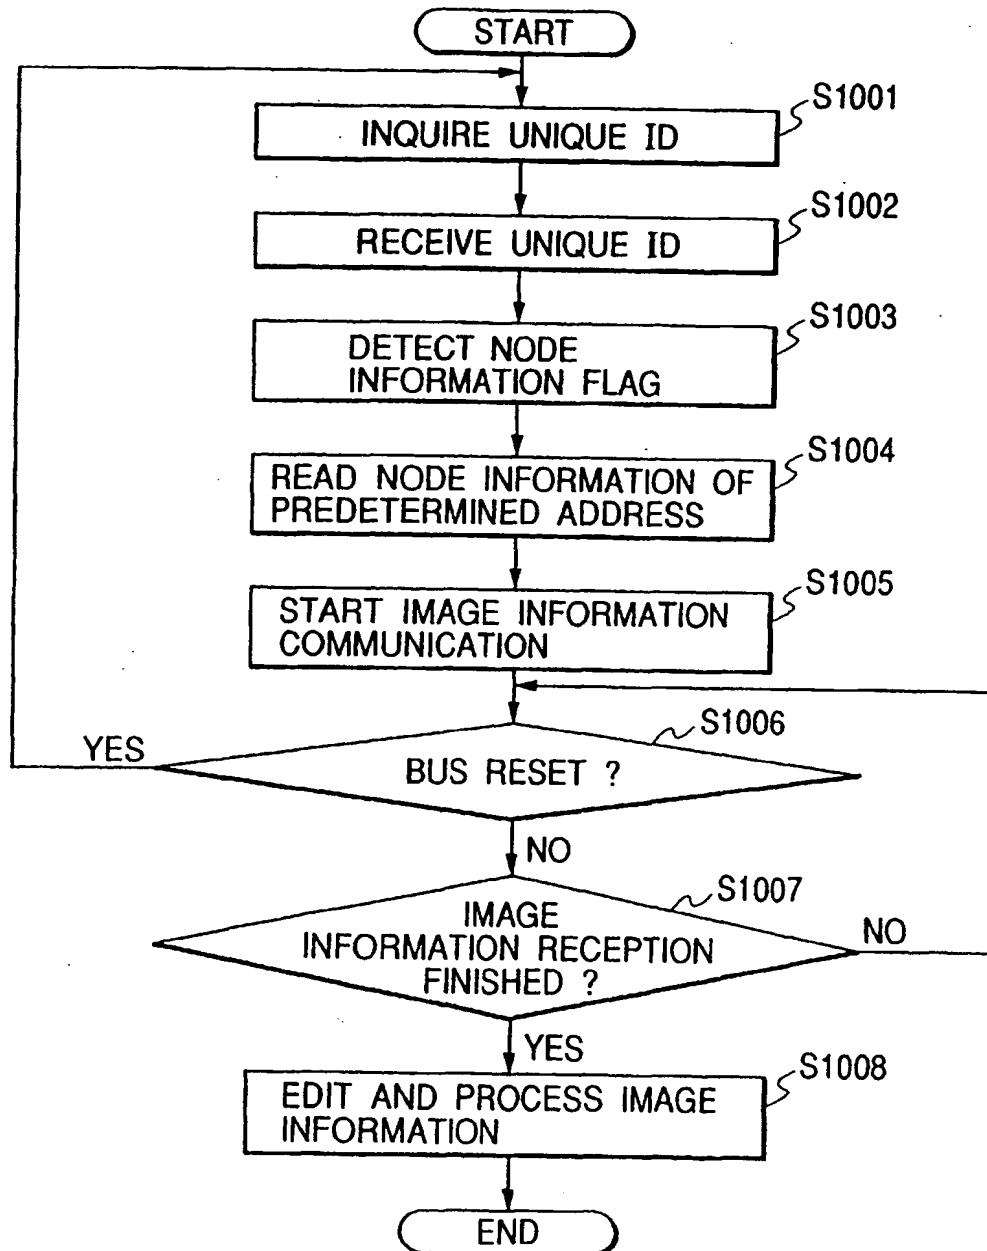 START
S1001
INQUIRE UNIQUE ID
S1002
RECEIVE UNIQUE ID
S1003
DETECT NODE
INFORMATION FLAG
S1004
READ NODE INFORMATION OF
PREDETERMINED ADDRESS
S1005
START IMAGE INFORMATION
COMMUNICATION
S1006
YES
BUS RESET ?
NO
S1007
IMAGE
INFORMATION RECEPTION
FINISHED ?
NO
YES
S1008
EDIT AND PROCESS IMAGE
INFORMATION
END